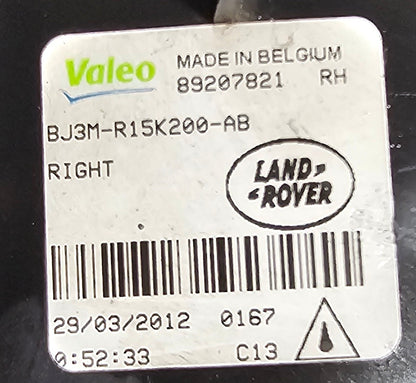 Valeo MADE IN BELGIUM
89207821 RH
BJ3M-R15K200-AB
RIGHT
LAND-
-ROVER
29/03/2012 0167
0:52:33 C13